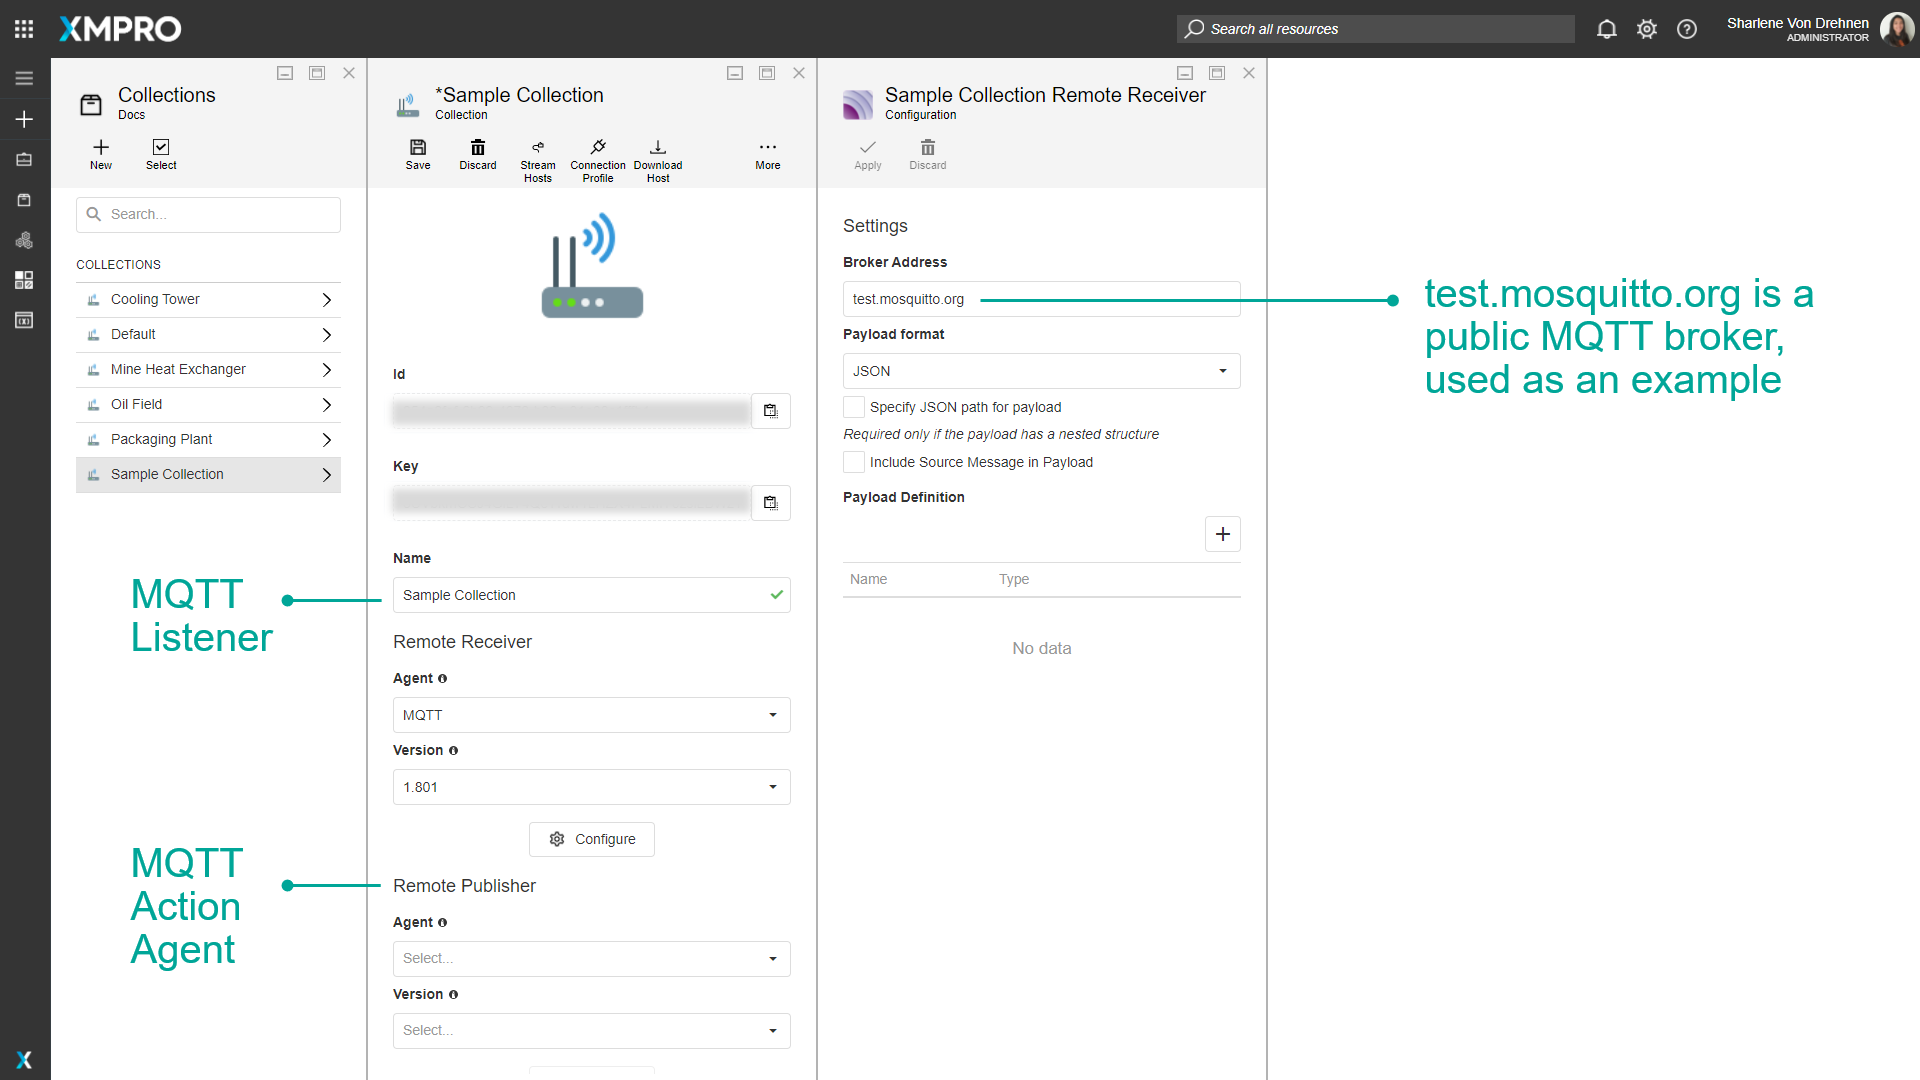 XMPRO
Search all resources
Sharlene Von Drehnen
ADMINISTRATOR
Collections
Docs
New
Select
Search...
COLLECTIONS
Cooling Tower
Default
Mine Heat Exchanger
Oil Field
Packaging Plant
Sample Collection
MQTT
Listener
MQTT
Action
Agent
*Sample Collection
Collection
Save
Discard
Stream
Hosts
Connection
Profile
Download
Host
More
Id
Key
Name
Sample Collection
Remote Receiver
Agent
MQTT
Version
1.801
Configure
Remote Publisher
Agent
Select...
Version
Select...
Sample Collection Remote Receiver
Configuration
Apply
Discard
Settings
Broker Address
test.mosquitto.org
Payload format
JSON
Specify JSON path for payload
Required only if the payload has a nested structure
Include Source Message in Payload
Payload Definition
Name Type
No data
test.mosquitto.org is a
public MQTT broker,
used as an example